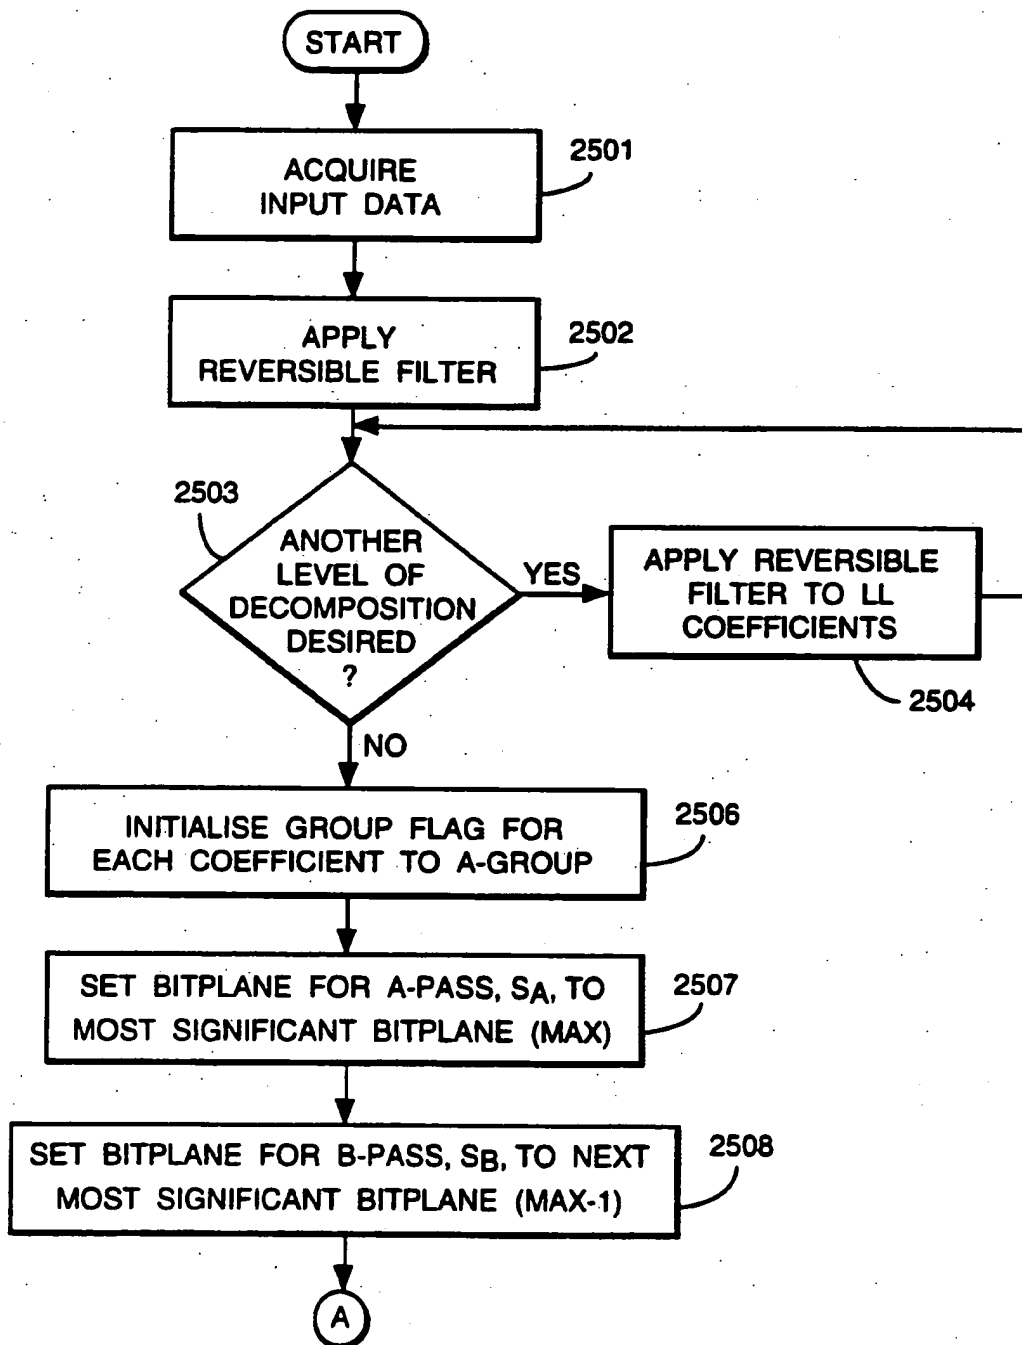 START
ACQUIRE
INPUT DATA
2501
APPLY
REVERSIBLE FILTER
2502
2503
ANOTHER
LEVEL OF
DECOMPOSITION
DESIRED
?
YES
APPLY REVERSIBLE
FILTER TO LL
COEFFICIENTS
2504
NO
INITIALISE GROUP FLAG FOR
EACH COEFFICIENT TO A-GROUP
2506
SET BITPLANE FOR A-PASS, SA, TO
MOST SIGNIFICANT BITPLANE (MAX)
2507
SET BITPLANE FOR B-PASS, SB, TO NEXT
MOST SIGNIFICANT BITPLANE (MAX-1)
2508
A